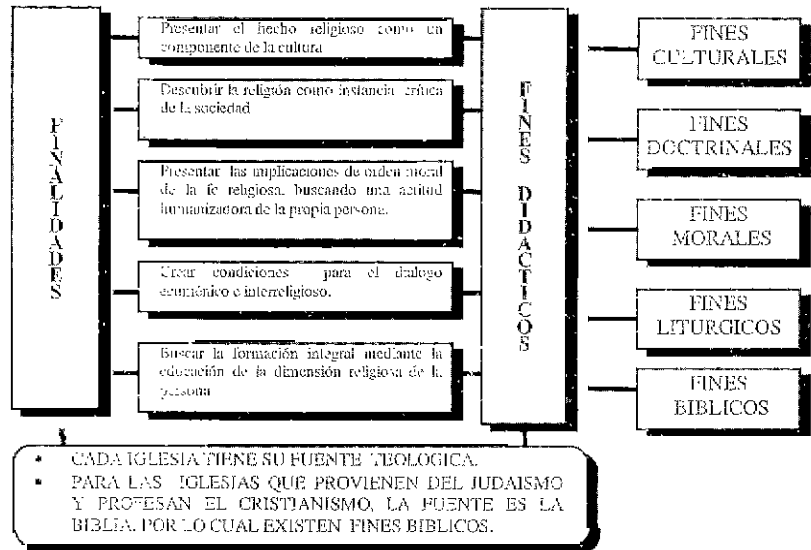 FINALIDADES
Presentar el hecho religioso como un
componente de la cultura
Descubrir la religión como instancia crítica
de la sociedad
Presentar las implicaciones de orden moral
de la fe religiosa, buscando una actitud
humanizadora de la propia persona.
Crear condiciones para el dialogo
ecuménico e interreligioso.
Buscar la formación integral mediante la
educación de la dimensión religiosa de la
persona
FINES DIDACTICOS
FINES
CULTURALES
FINES
DOCTRINALES
FINES
MORALES
FINES
LITURGICOS
FINES
BIBLICOS
• CADA IGLESIA TIENE SU FUENTE TEOLOGICA.
• PARA LAS IGLESIAS QUE PROVIENEN DEL JUDAISMO
Y PROFESAN EL CRISTIANISMO, LA FUENTE ES LA
BIBLIA. POR LO CUAL EXISTEN FINES BIBLICOS.